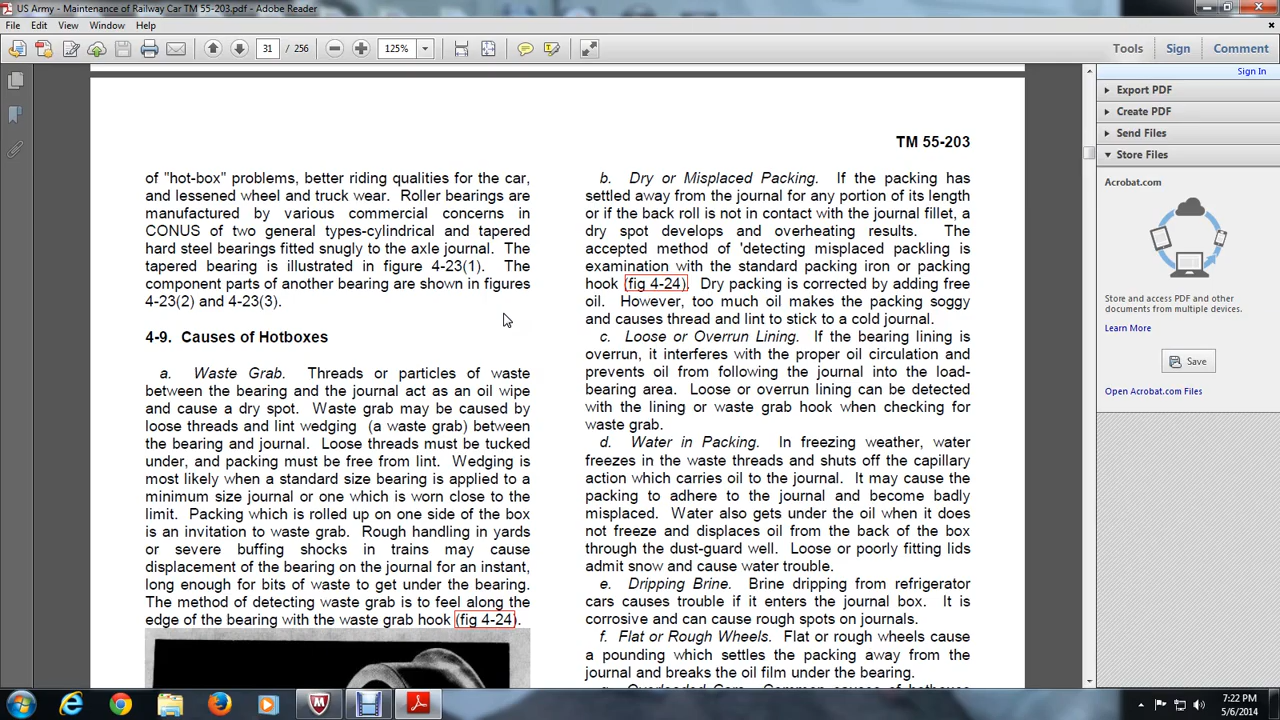 US Army - Maintenance of Railway Car TM 55-203.pdf - Adobe Reader
File Edit View Window Help
31 / 256
125%
Tools Sign Comment
Sign In
Export PDF
Create PDF
Send Files
Store Files
Acrobat.com
Store and access PDF and other
documents from multiple devices.
Learn More
Save
Open Acrobat.com Files
TM 55-203
of "hot-box" problems, better riding qualities for the car,
and lessened wheel and truck wear. Roller bearings are
manufactured by various commercial concerns in
CONUS of two general types-cylindrical and tapered
hard steel bearings fitted snugly to the axle journal. The
tapered bearing is illustrated in figure 4-23(1). The
component parts of another bearing are shown in figures
4-23(2) and 4-23(3).
4-9. Causes of Hotboxes
a. Waste Grab. Threads or particles of waste
between the bearing and the journal act as an oil wipe
and cause a dry spot. Waste grab may be caused by
loose threads and lint wedging (a waste grab) between
the bearing and journal. Loose threads must be tucked
under, and packing must be free from lint. Wedging is
most likely when a standard size bearing is applied to a
minimum size journal or one which is worn close to the
limit. Packing which is rolled up on one side of the box
is an invitation to waste grab. Rough handling in yards
or severe buffing shocks in trains may cause
displacement of the bearing on the journal for an instant,
long enough for bits of waste to get under the bearing.
The method of detecting waste grab is to feel along the
edge of the bearing with the waste grab hook (fig 4-24).
b. Dry or Misplaced Packing. If the packing has
settled away from the journal for any portion of its length
or if the back roll is not in contact with the journal fillet, a
dry spot develops and overheating results. The
accepted method of 'detecting misplaced packling is
examination with the standard packing iron or packing
hook (fig 4-24). Dry packing is corrected by adding free
oil. However, too much oil makes the packing soggy
and causes thread and lint to stick to a cold journal.
c. Loose or Overrun Lining. If the bearing lining is
overrun, it interferes with the proper oil circulation and
prevents oil from following the journal into the load-
bearing area. Loose or overrun lining can be detected
with the lining or waste grab hook when checking for
waste grab.
d. Water in Packing. In freezing weather, water
freezes in the waste threads and shuts off the capillary
action which carries oil to the journal. It may cause the
packing to adhere to the journal and become badly
misplaced. Water also gets under the oil when it does
not freeze and displaces oil from the back of the box
through the dust-guard well. Loose or poorly fitting lids
admit snow and cause water trouble.
e. Dripping Brine. Brine dripping from refrigerator
cars causes trouble if it enters the journal box. It is
corrosive and can cause rough spots on journals.
f. Flat or Rough Wheels. Flat or rough wheels cause
a pounding which settles the packing away from the
journal and breaks the oil film under the bearing.
7:22 PM
5/6/2014